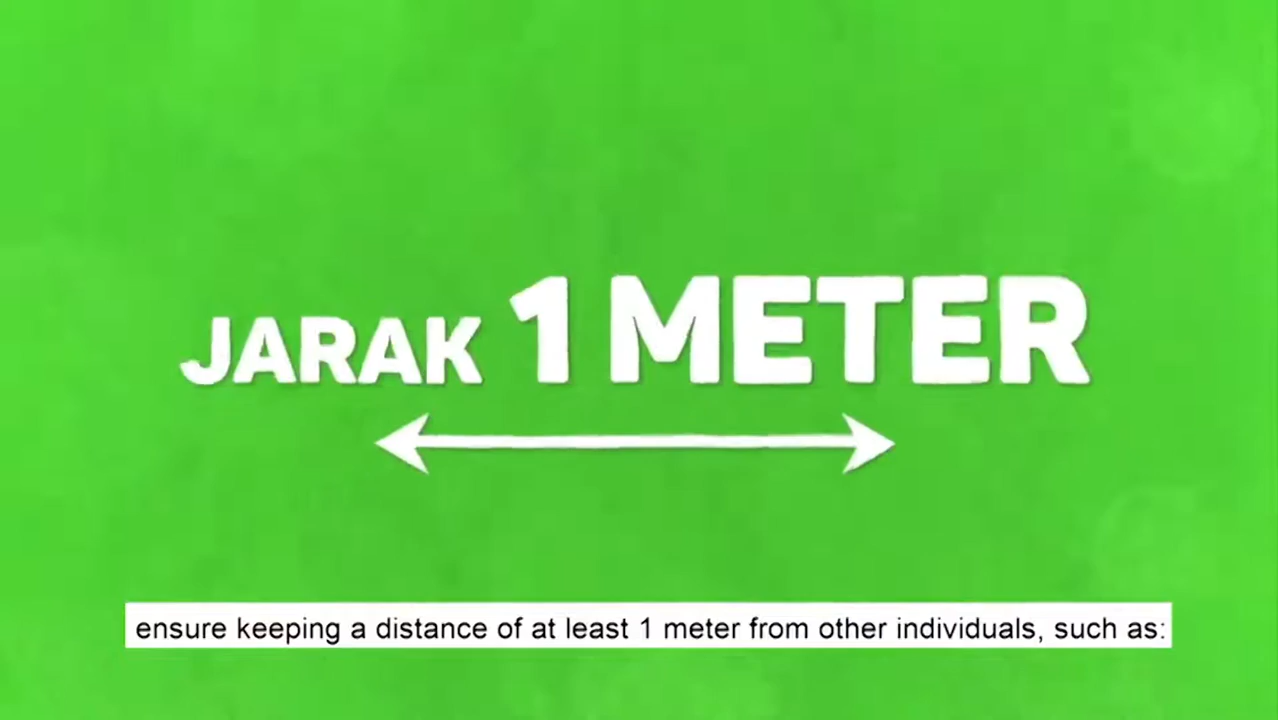 JARAK 1 METER
ensure keeping a distance of at least 1 meter from other individuals, such as: